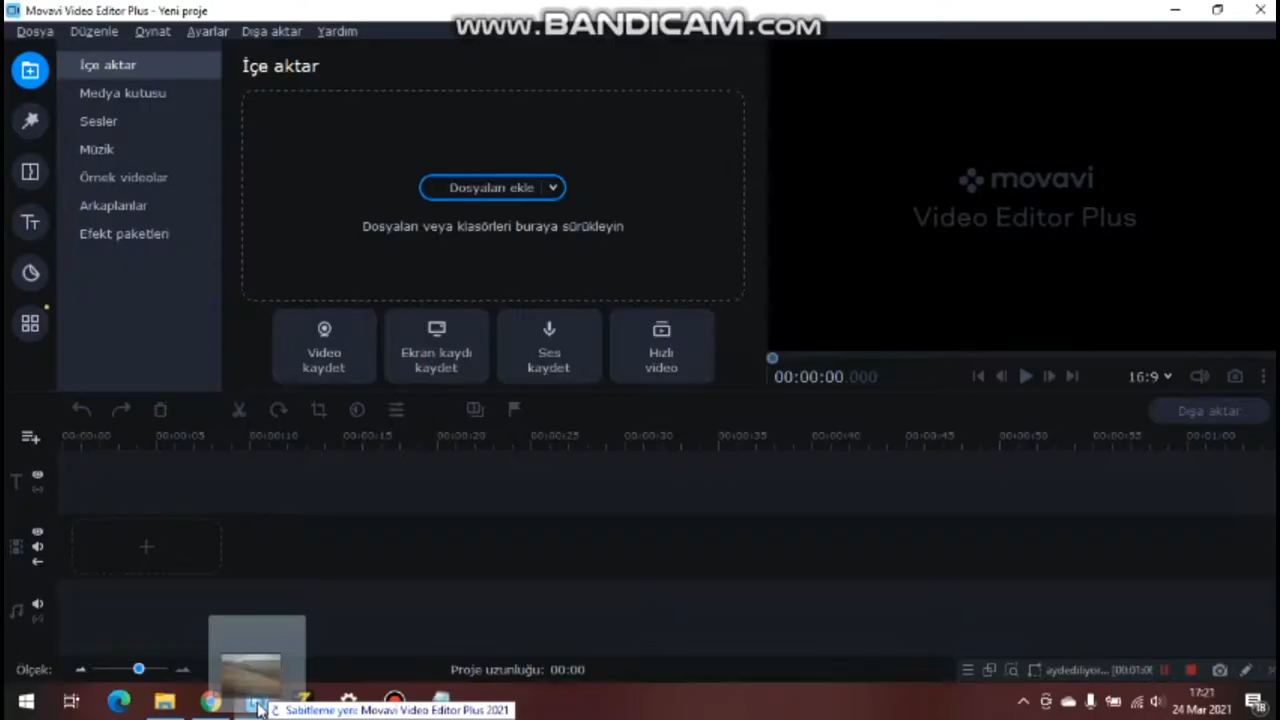 Movavi Video Editor Plus - Yeni proje
www.BANDICAM.com
Dosya Düzenle Oynat Ayarlar Dışa aktar Yardım
İçe aktar
Medya kutusu
Sesler
Müzik
Örnek videolar
Arkaplanlar
Efekt paketleri
İçe aktar
Dosyaları ekle
Dosyaları veya klasörleri buraya sürükleyin
Video kaydet
Ekran kaydı kaydet
Ses kaydet
Hızlı video
movavi
Video Editor Plus
00:00:00.000
16:9
Dışa aktar
00:00:00 00:00:05 00:00:10 00:00:15 00:00:20 00:00:25 00:00:30 00:00:35 00:00:40 00:00:45 00:00:50 00:00:55 00:01:00
Ölçek:
Proje uzunluğu: 00:00
aydediliyor...
Sabitleme yeri: Movavi Video Editor Plus 2021
17:21
24 Mar 2021
18